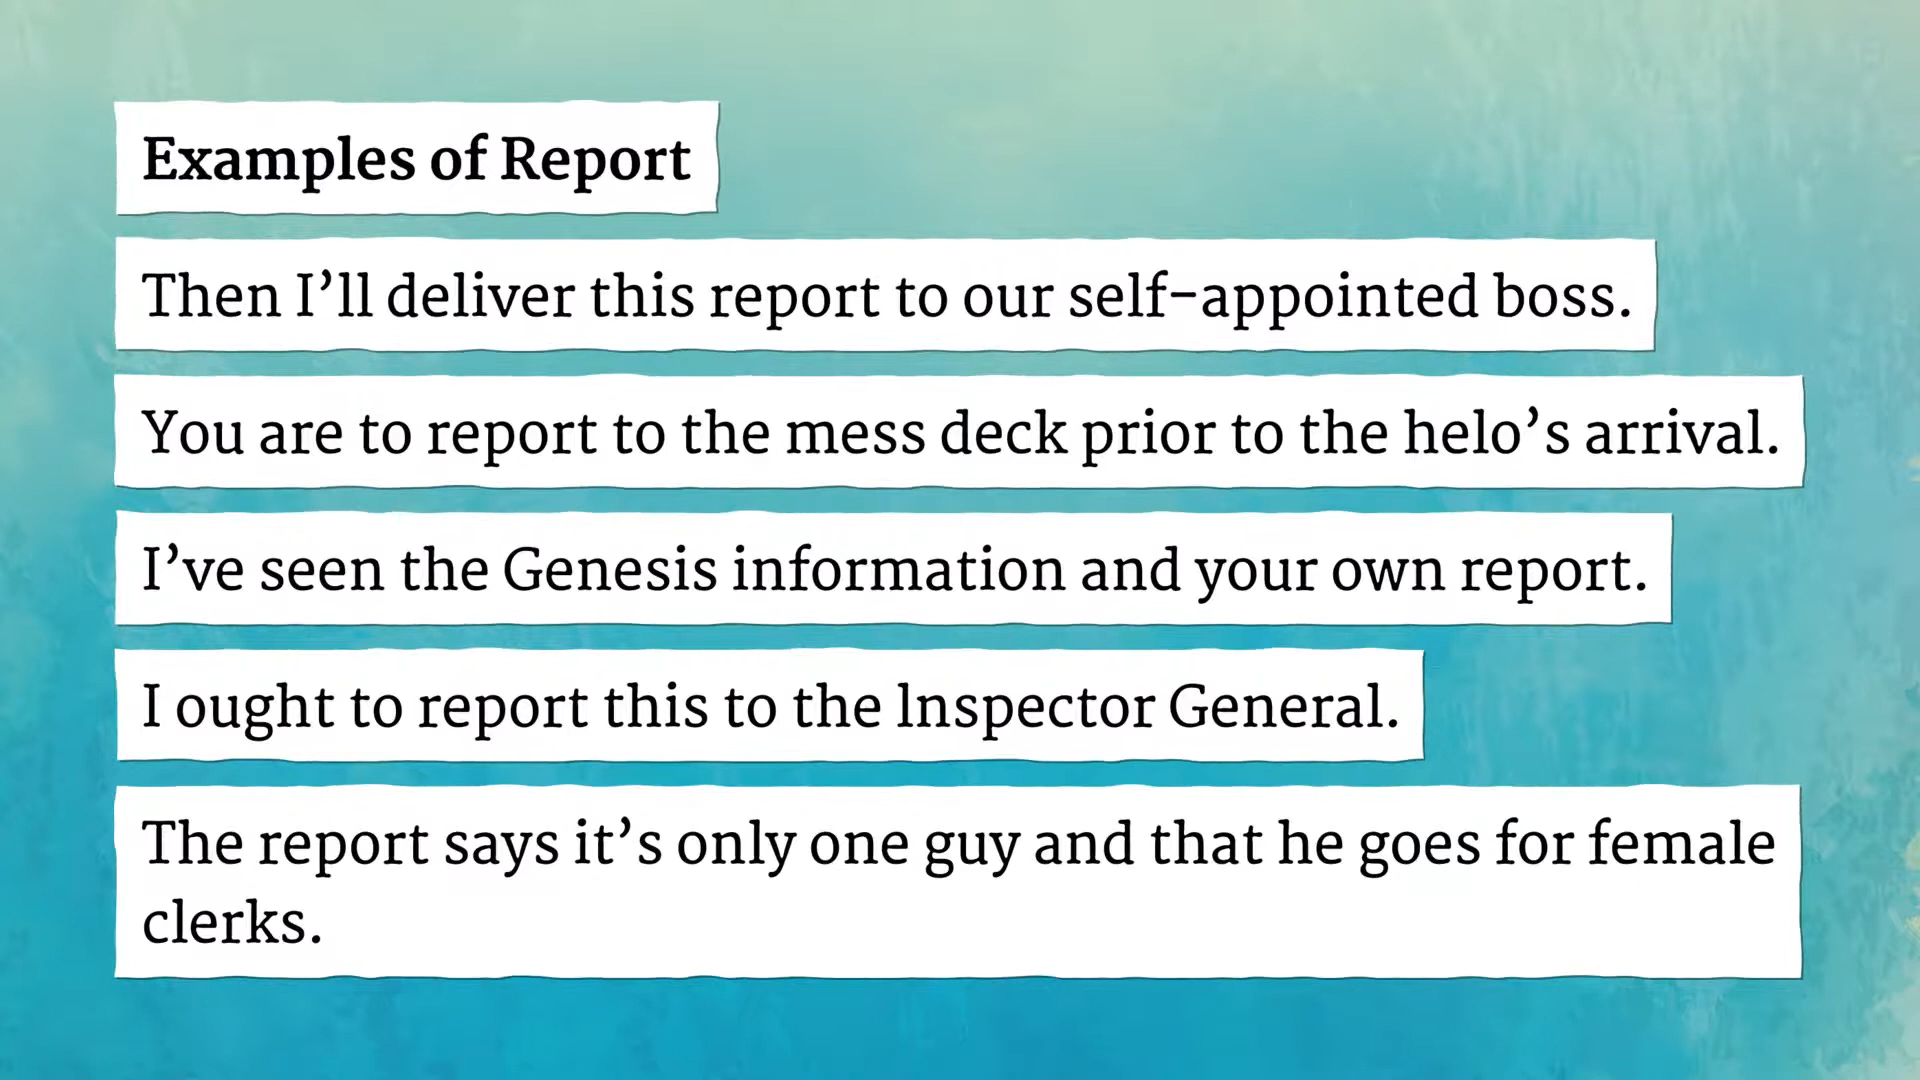 Examples of Report
Then I’ll deliver this report to our self-appointed boss.
You are to report to the mess deck prior to the helo’s arrival.
I’ve seen the Genesis information and your own report.
I ought to report this to the lnspector General.
The report says it’s only one guy and that he goes for female
clerks.